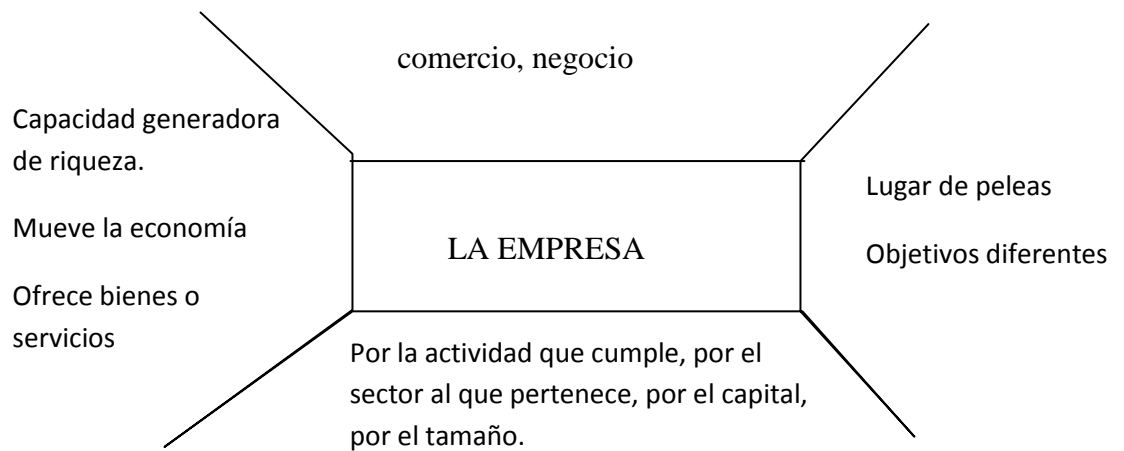 comercio, negocio
Capacidad generadora
de riqueza.
Mueve la economía
Ofrece bienes o
servicios
LA EMPRESA
Lugar de peleas
Objetivos diferentes
Por la actividad que cumple, por el
sector al que pertenece, por el capital,
por el tamaño.